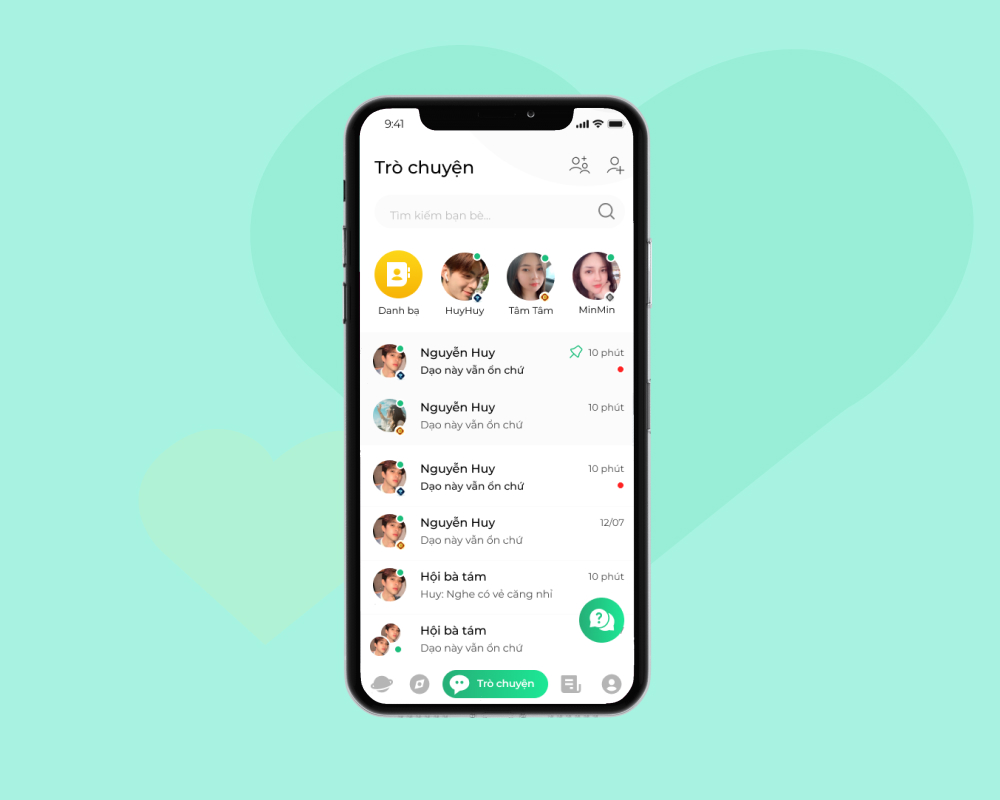 9:41
Trò chuyện
Tìm kiếm bạn bè...
Danh bạ
HuyHuy
Tâm Tâm
MinMin
Nguyễn Huy
10 phút
Dạo này vẫn ổn chứ
Nguyễn Huy
10 phút
Dạo này vẫn ổn chứ
Nguyễn Huy
10 phút
Dạo này vẫn ổn chứ
Nguyễn Huy
12/07
Dạo này vẫn ổn chứ
Hội bà tám
10 phút
Huy: Nghe có vẻ căng nhỉ
?
Hội bà tám
Dạo này vẫn ổn chứ
Trò chuyện